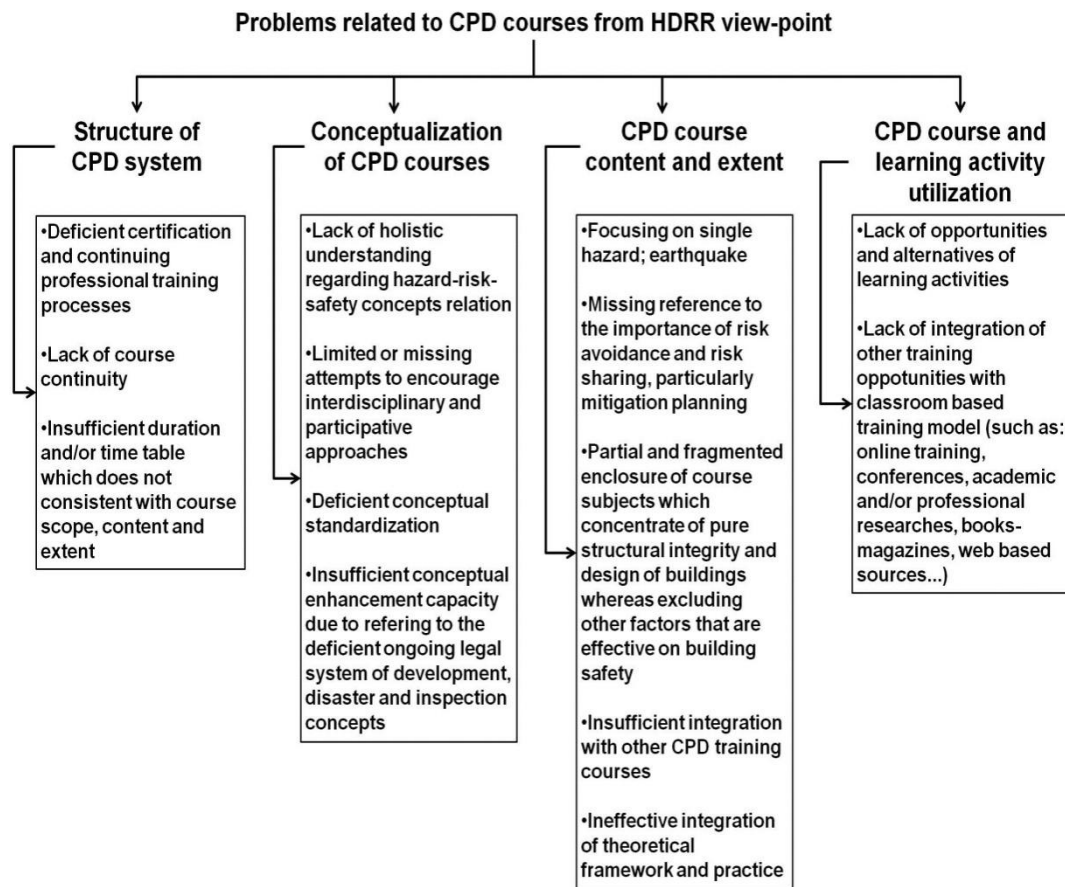 Problems related to CPD courses from HDRR view-point
Structure of
CPD system
•Deficient certification
and continuing
professional training
processes
•Lack of course
continuity
•Insufficient duration
and/or time table
which does not
consistent with course
scope, content and
extent
Conceptualization
of CPD courses
•Lack of holistic
understanding
regarding hazard-risk-
safety concepts relation
•Limited or missing
attempts to encourage
interdisciplinary and
participative
approaches
•Deficient conceptual
standardization
•Insufficient conceptual
enhancement capacity
due to refering to the
deficient ongoing legal
system of development,
disaster and inspection
concepts
CPD course
content and extent
•Focusing on single
hazard; earthquake
•Missing reference to
the importance of risk
avoidance and risk
sharing, particularly
mitigation planning
•Partial and fragmented
enclosure of course
subjects which
concentrate of pure
structural integrity and
design of buildings
whereas excluding
other factors that are
effective on building
safety
•Insufficient integration
with other CPD training
courses
•Ineffective integration
of theoretical
framework and practice
CPD course and
learning activity
utilization
•Lack of opportunities
and alternatives of
learning activities
•Lack of integration of
other training
oppotunities with
classroom based
training model (such as:
online training,
conferences, academic
and/or professional
researches, books-
magazines, web based
sources...)